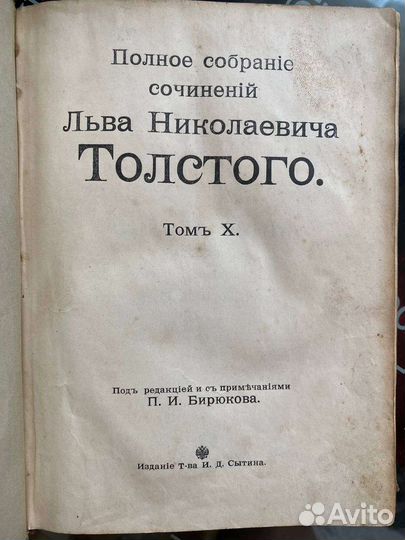 Полное собраніе
сочиненій
Льва Николаевича
Толстого.
Томъ X.
Подъ редакціей и съ примѣчаніями
П. И. Бирюкова.
Изданіе Т-ва И. Д. Сытина.
Avito